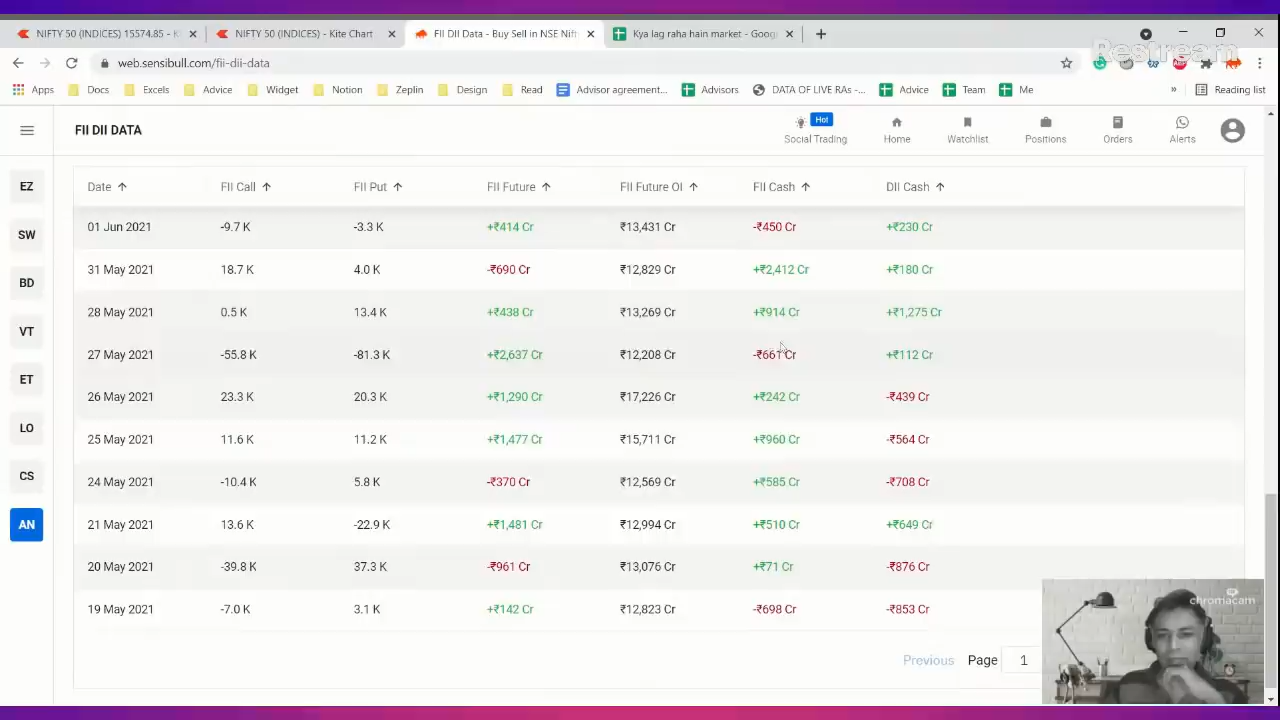 NIFTY 50 (INDICES) 15574.85 - K
NIFTY 50 (INDICES) - Kite Chart
FII DII Data - Buy Sell in NSE Nift
Kya lag raha hain market - Goog
Restream
web.sensibull.com/fii-dii-data
Apps Docs Excels Advice Widget Notion Zeplin Design Read Advisor agreement... Advisors DATA OF LIVE RAs -... Advice Team Me » Reading list
FII DII DATA
Hot
Social Trading Home Watchlist Positions Orders Alerts
EZ
SW
BD
VT
ET
LO
CS
AN
Date FII Call FII Put FII Future FII Future OI FII Cash DII Cash
01 Jun 2021 -9.7 K -3.3 K +₹414 Cr ₹13,431 Cr -₹450 Cr +₹230 Cr
31 May 2021 18.7 K 4.0 K -₹690 Cr ₹12,829 Cr +₹2,412 Cr +₹180 Cr
28 May 2021 0.5 K 13.4 K +₹438 Cr ₹13,269 Cr +₹914 Cr +₹1,275 Cr
27 May 2021 -55.8 K -81.3 K +₹2,637 Cr ₹12,208 Cr -₹661 Cr +₹112 Cr
26 May 2021 23.3 K 20.3 K +₹1,290 Cr ₹17,226 Cr +₹242 Cr -₹439 Cr
25 May 2021 11.6 K 11.2 K +₹1,477 Cr ₹15,711 Cr +₹960 Cr -₹564 Cr
24 May 2021 -10.4 K 5.8 K -₹370 Cr ₹12,569 Cr +₹585 Cr -₹708 Cr
21 May 2021 13.6 K -22.9 K +₹1,481 Cr ₹12,994 Cr +₹510 Cr +₹649 Cr
20 May 2021 -39.8 K 37.3 K -₹961 Cr ₹13,076 Cr +₹71 Cr -₹876 Cr
19 May 2021 -7.0 K 3.1 K +₹142 Cr ₹12,823 Cr -₹698 Cr -₹853 Cr
Previous Page 1
chromacam